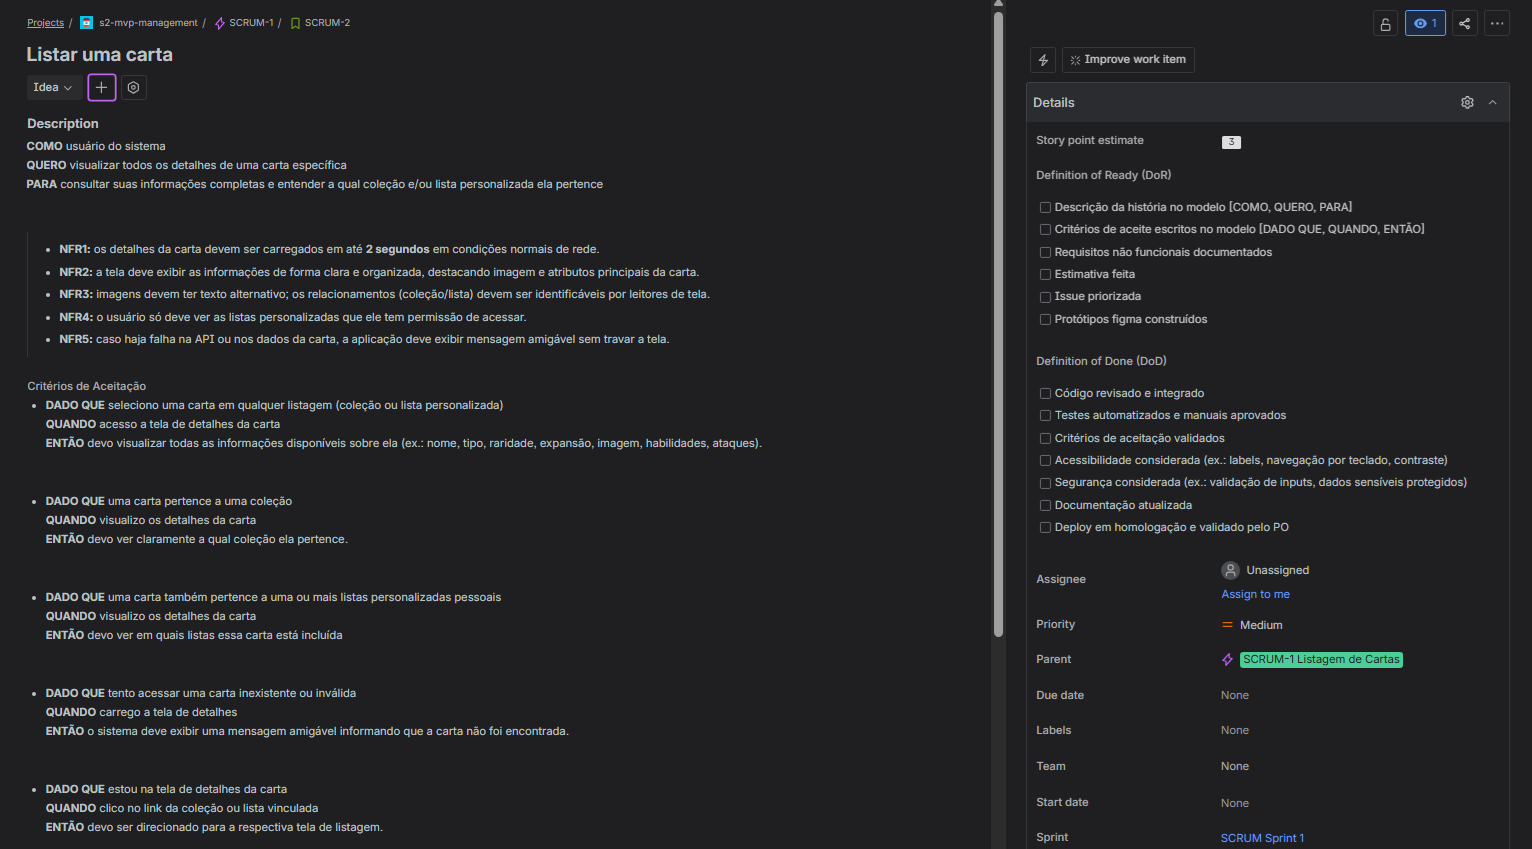 Projects / s2-mvp-management / SCRUM-1 / SCRUM-2
Listar uma carta
Idea
Description
COMO usuário do sistema
QUERO visualizar todos os detalhes de uma carta específica
PARA consultar suas informações completas e entender a qual coleção e/ou lista personalizada ela pertence
• NFR1: os detalhes da carta devem ser carregados em até 2 segundos em condições normais de rede.
• NFR2: a tela deve exibir as informações de forma clara e organizada, destacando imagem e atributos principais da carta.
• NFR3: imagens devem ter texto alternativo; os relacionamentos (coleção/lista) devem ser identificáveis por leitores de tela.
• NFR4: o usuário só deve ver as listas personalizadas que ele tem permissão de acessar.
• NFR5: caso haja falha na API ou nos dados da carta, a aplicação deve exibir mensagem amigável sem travar a tela.
Critérios de Aceitação
• DADO QUE seleciono uma carta em qualquer listagem (coleção ou lista personalizada)
QUANDO acesso a tela de detalhes da carta
ENTÃO devo visualizar todas as informações disponíveis sobre ela (ex.: nome, tipo, raridade, expansão, imagem, habilidades, ataques).
• DADO QUE uma carta pertence a uma coleção
QUANDO visualizo os detalhes da carta
ENTÃO devo ver claramente a qual coleção ela pertence.
• DADO QUE uma carta também pertence a uma ou mais listas personalizadas pessoais
QUANDO visualizo os detalhes da carta
ENTÃO devo ver em quais listas essa carta está incluída
• DADO QUE tento acessar uma carta inexistente ou inválida
QUANDO carrego a tela de detalhes
ENTÃO o sistema deve exibir uma mensagem amigável informando que a carta não foi encontrada.
• DADO QUE estou na tela de detalhes da carta
QUANDO clico no link da coleção ou lista vinculada
ENTÃO devo ser direcionado para a respectiva tela de listagem.
1
Improve work item
Details
Story point estimate 3
Definition of Ready (DoR)
Descrição da história no modelo [COMO, QUERO, PARA]
Critérios de aceite escritos no modelo [DADO QUE, QUANDO, ENTÃO]
Requisitos não funcionais documentados
Estimativa feita
Issue priorizada
Protótipos figma construídos
Definition of Done (DoD)
Código revisado e integrado
Testes automatizados e manuais aprovados
Critérios de aceitação validados
Acessibilidade considerada (ex.: labels, navegação por teclado, contraste)
Segurança considerada (ex.: validação de inputs, dados sensíveis protegidos)
Documentação atualizada
Deploy em homologação e validado pelo PO
Assignee Unassigned
Assign to me
Priority Medium
Parent SCRUM-1 Listagem de Cartas
Due date None
Labels None
Team None
Start date None
Sprint SCRUM Sprint 1